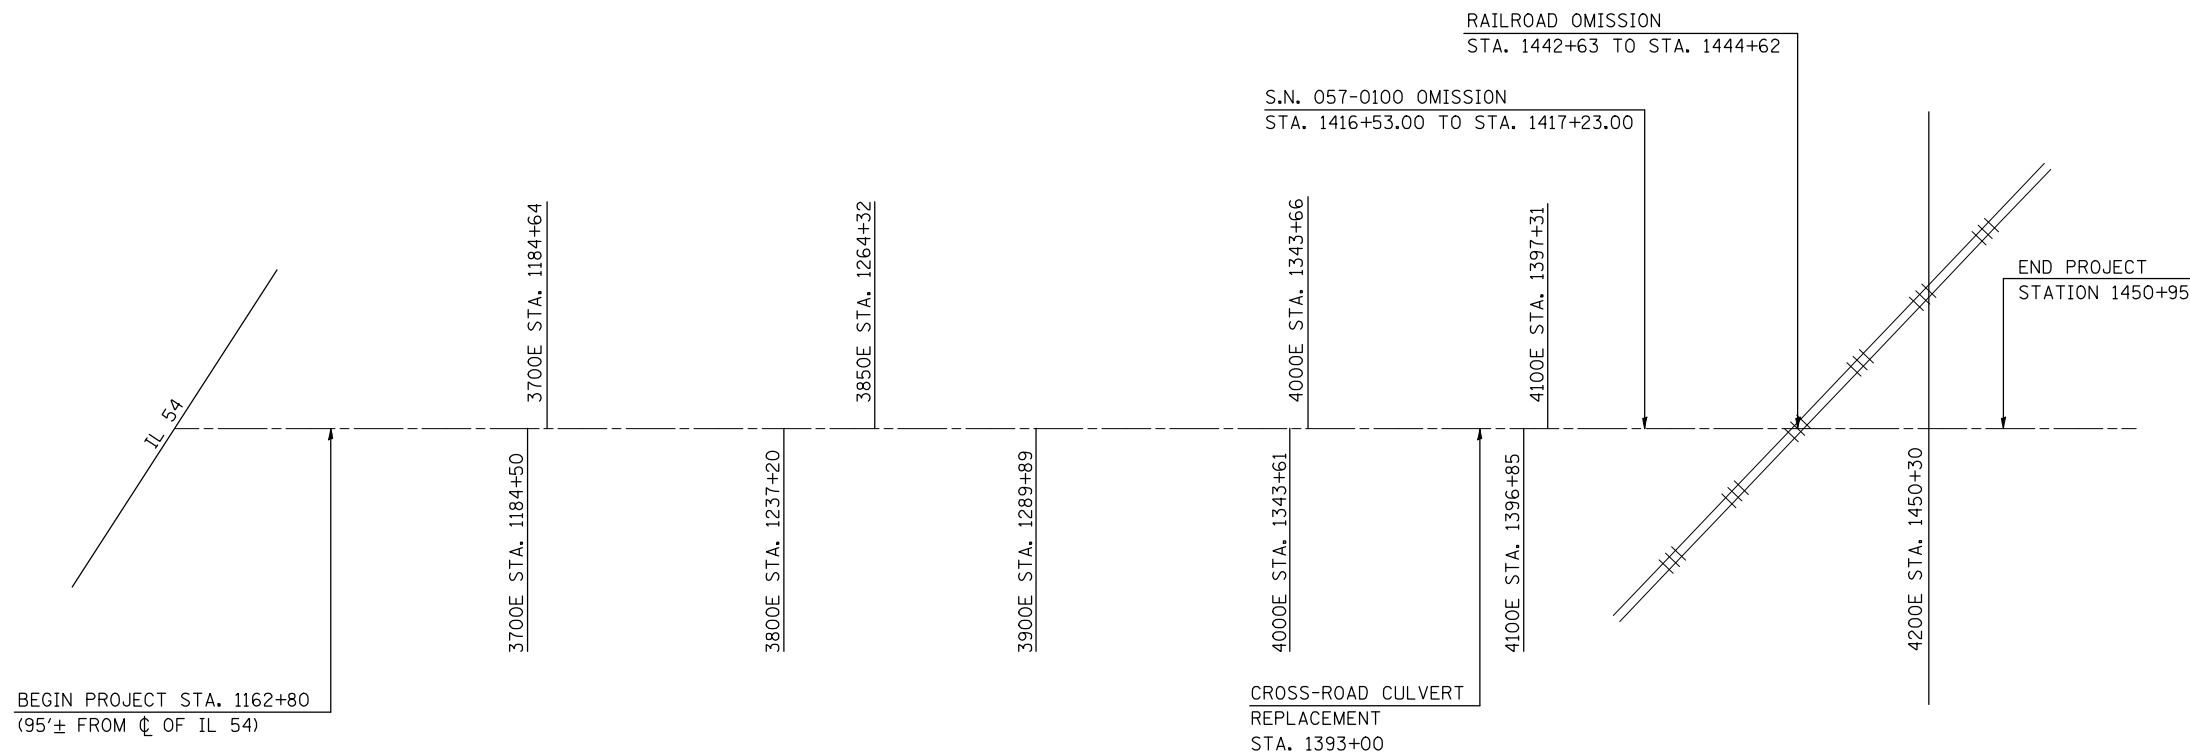 RAILROAD OMISSION
STA. 1442+63 TO STA. 1444+62
S.N. 057-0100 OMISSION
STA. 1416+53.00 TO STA. 1417+23.00
3700E STA. 1184+64
3850E STA. 1264+32
4000E STA. 1343+66
4100E STA. 1397+31
END PROJECT
STATION 1450+95
IL 54
3700E STA. 1184+50
3800E STA. 1237+20
3900E STA. 1289+89
4000E STA. 1343+61
4100E STA. 1396+85
4200E STA. 1450+30
BEGIN PROJECT STA. 1162+80
(95'± FROM ℄ OF IL 54)
CROSS-ROAD CULVERT
REPLACEMENT
STA. 1393+00